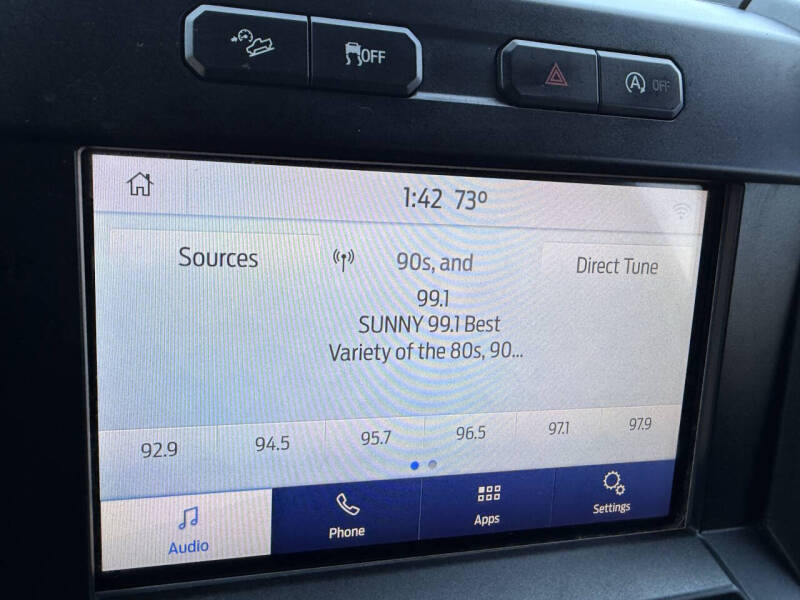 OFF
A OFF
1:42 73°
Sources
90s, and
Direct Tune
99.1
SUNNY 99.1 Best
Variety of the 80s, 90...
92.9 94.5 95.7 96.5 97.1 97.9
Audio Phone Apps Settings